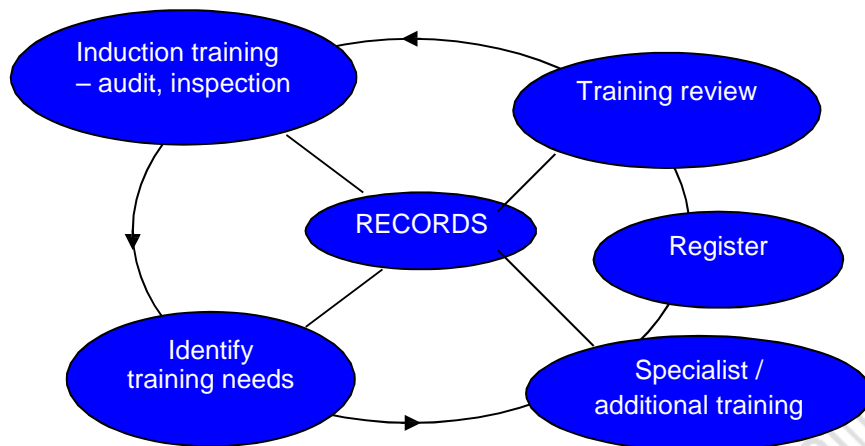 Induction training
– audit, inspection
Training review
RECORDS
Register
Identify
training needs
Specialist /
additional training